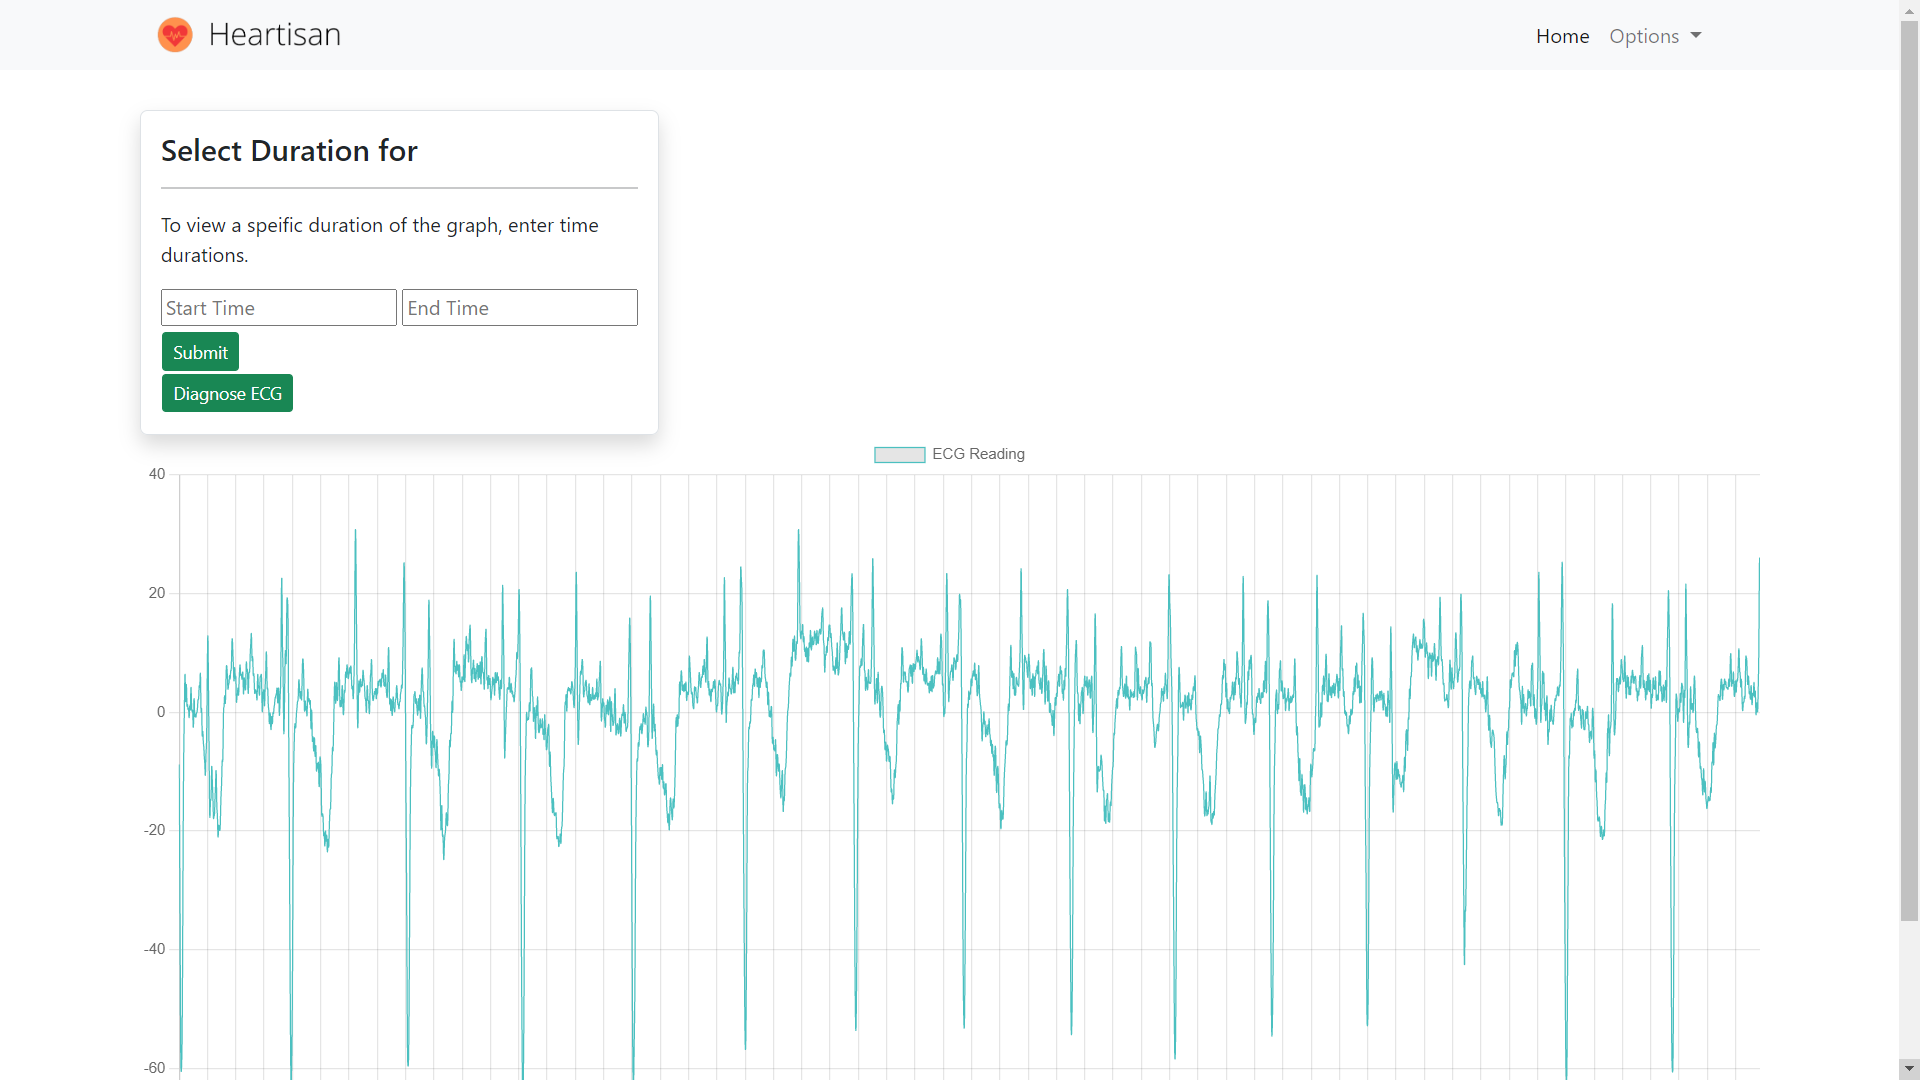 Heartisan
Home
Options
Select Duration for
To view a speific duration of the graph, enter time
durations.
Start Time
End Time
Submit
Diagnose ECG
ECG Reading
40
20
0
-20
-40
-60